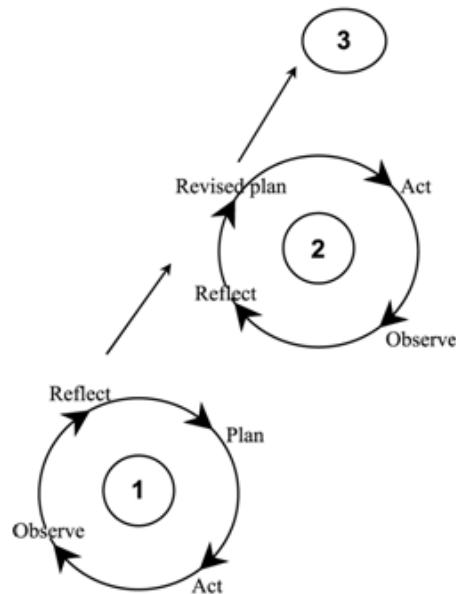 3
Revised plan
Act
2
Reflect
Observe
Reflect
Plan
1
Observe
Act